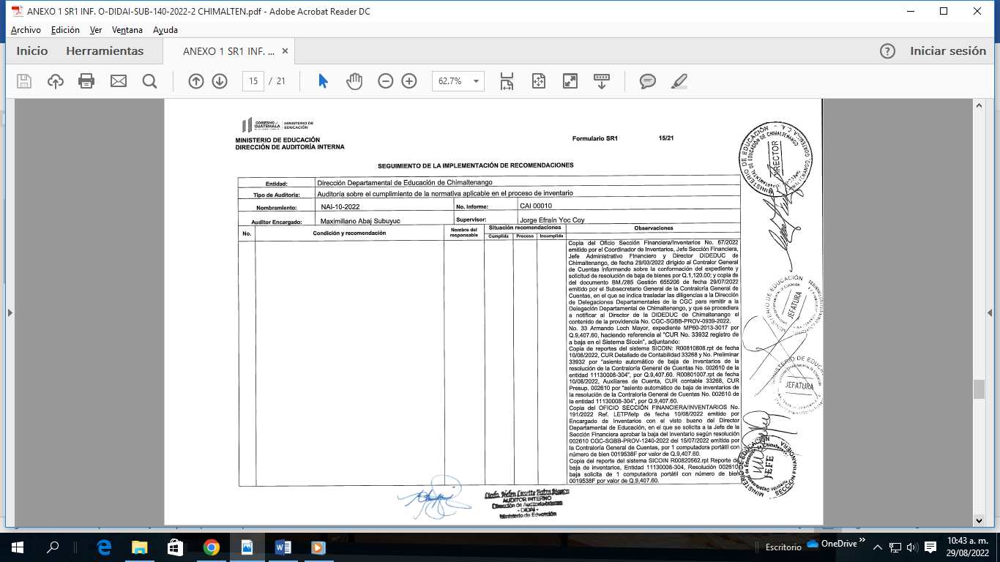 ANEXO 1 SR1 INF. O-DIDAI-SUB-140-2022-2 CHIMALTEN.pdf - Adobe Acrobat Reader DC
Archivo Edición Ver Ventana Ayuda
Inicio Herramientas ANEXO 1 SR1 INF. ... × Iniciar sesión
15 / 21 62.7%
GOBIERNO de GUATEMALA MINISTERIO DE EDUCACIÓN
MINISTERIO DE EDUCACIÓN
DIRECCIÓN DE AUDITORÍA INTERNA
Formulario SR1 15/21
SEGUIMIENTO DE LA IMPLEMENTACIÓN DE RECOMENDACIONES
Entidad: Dirección Departamental de Educación de Chimaltenango
Tipo de Auditoria: Auditoría sobre el cumplimiento de la normativa aplicable en el proceso de inventario
Nombramiento: NAI-10-2022 No. Informe: CAI 00010
Auditor Encargado: Maximiliano Abaj Subuyuc Supervisor: Jorge Efraín Yoc Coy
No. Condición y recomendación Nombre del responsable Situación recomendaciones Observaciones
Cumplida Proceso Incumplida
Copia del Oficio Sección Financiera/Inventarios No. 67/2022
emitido por el Coordinador de Inventarios, Jefe Sección Financiera,
Jefe Administrativo Financiero y Director DIDEDUC de
Chimaltenango, de fecha 29/03/2022 dirigido al Contralor General
de Cuentas informando sobre la conformación del expediente y
solicitud de resolución de baja de bienes por Q.1,120.00; y copia de
del documento BM./285 Gestión 655206 de fecha 29/07/2022
emitido por el Subsecretario General de la Contraloría General de
Cuentas, en el que se indica trasladar las diligencias a la Dirección
de Delegaciones Departamentales de la CGC para remitir a la
Delegación Departamental de Chimaltenango, y que se procediera
a notificar al Director de la DIDEDUC de Chimaltenango el
contenido de la providencia No. CGC-SGBB-PROV-0939-2022.
No. 33 Armando Loch Mayor, expediente MP60-2013-3017 por
Q.9,407.60, haciendo referencia al "CUR No. 33932 registro de
a baja en el Sistema Sicoin", adjuntando:
Copia de reportes del sistema SICOIN: R00810808.rpt de fecha
10/08/2022, CUR Detallado de Contabilidad 33268 y No. Preliminar
33932 por "asiento automático de baja de Inventarios de la
resolución de la Contraloría General de Cuentas No. 002610 de la
entidad 11130008-304", por Q.9,407.60. R00801007.rpt de fecha
10/08/2022, Auxiliares de Cuenta, CUR contable 33268, CUR
Presup. 002610 por "asiento automático de baja de inventarios de
la resolución de la Contraloría General de Cuentas No. 002610 de
la entidad 11130008-304", por Q.9,407.60.
Copia del OFICIO SECCIÓN FINANCIERA/INVENTARIOS No.
191/2022 Ref. LETP/letp de fecha 10/08/2022 emitido por
Encargado de Inventarios con el visto bueno del Director
Departamental de Educación, en el que se solicita a la Jefe de la
Sección Financiera aprobar la baja del inventario según resolución
002610 CGC-SGBB-PROV-1240-2022 del 15/07/2022 emitida por
la Contraloría General de Cuentas, por 1 computadora portátil con
número de bien 0019538F por valor de Q.9,407.60.
Copia del reporte del sistema SICOIN R00820562.rpt Reporte de
baja de inventarios, Entidad 11130008-304, Resolución 002610,
baja solicita de 1 computadora portátil con número de bien
0019538F por valor de Q.9,407.60.
DIRECTOR
JEFATURA
JEFATURA
JEFE
SECCIÓN FINANCIERA
AUDITOR INTERNO
Dirección de Auditoría Interna
- DIDAI -
Ministerio de Educación
Escritorio OneDrive 10:43 a. m.
29/08/2022